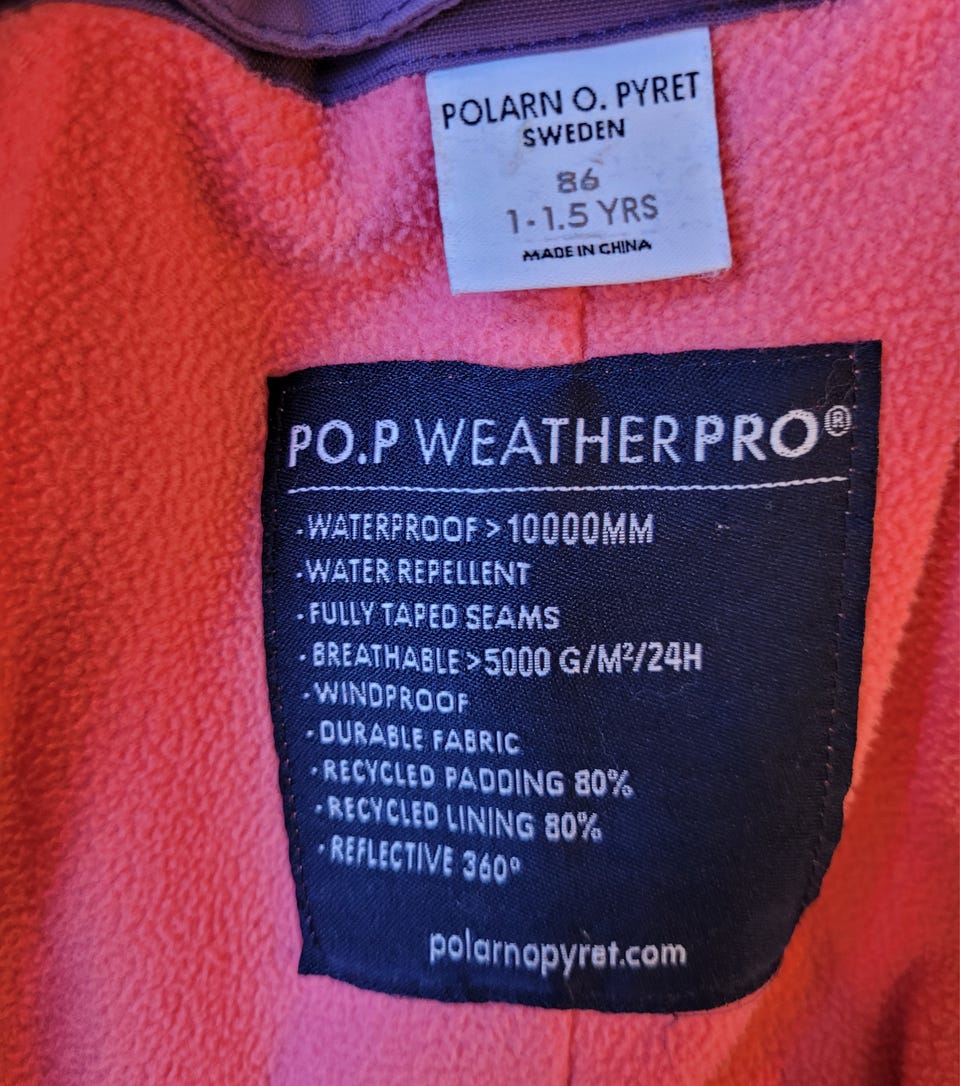 POLARN O. PYRET
SWEDEN
86
1-1.5 YRS
MADE IN CHINA
PO.P WEATHERPRO®
·WATERPROOF>10000MM
·WATER REPELLENT
·FULLY TAPED SEAMS
·BREATHABLE>5000 G/M²/24H
·WINDPROOF
·DURABLE FABRIC
·RECYCLED PADDING 80%
·RECYCLED LINING 80%
·REFLECTIVE 360°
polarnopyret.com